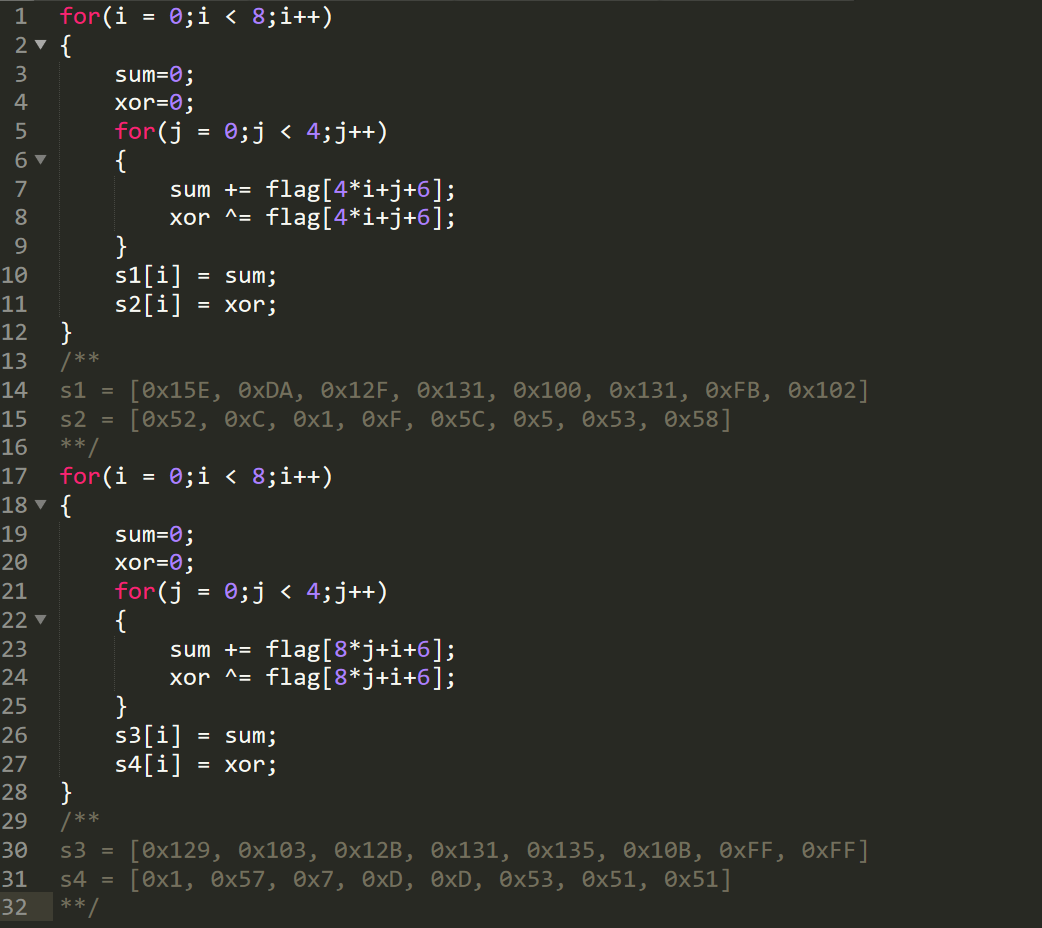 1 for(i = 0;i < 8;i++)
2 {
3     sum=0;
4     xor=0;
5     for(j = 0;j < 4;j++)
6     {
7         sum += flag[4*i+j+6];
8         xor ^= flag[4*i+j+6];
9     }
10     s1[i] = sum;
11     s2[i] = xor;
12 }
13 /**
14 s1 = [0x15E, 0xDA, 0x12F, 0x131, 0x100, 0x131, 0xFB, 0x102]
15 s2 = [0x52, 0xC, 0x1, 0xF, 0x5C, 0x5, 0x53, 0x58]
16 **/
17 for(i = 0;i < 8;i++)
18 {
19     sum=0;
20     xor=0;
21     for(j = 0;j < 4;j++)
22     {
23         sum += flag[8*j+i+6];
24         xor ^= flag[8*j+i+6];
25     }
26     s3[i] = sum;
27     s4[i] = xor;
28 }
29 /**
30 s3 = [0x129, 0x103, 0x12B, 0x131, 0x135, 0x10B, 0xFF, 0xFF]
31 s4 = [0x1, 0x57, 0x7, 0xD, 0xD, 0x53, 0x51, 0x51]
32 **/